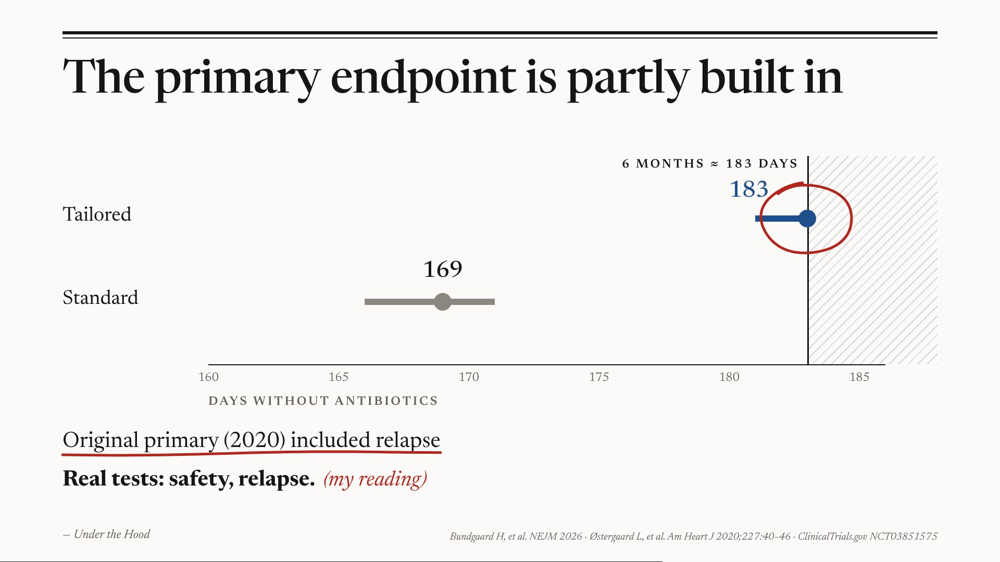 The primary endpoint is partly built in
6 MONTHS ≈ 183 DAYS
183
Tailored
169
Standard
160 165 170 175 180 185
DAYS WITHOUT ANTIBIOTICS
Original primary (2020) included relapse
Real tests: safety, relapse. (my reading)
– Under the Hood
Bundgaard H, et al. NEJM 2026 · Østergaard L, et al. Am Heart J 2020;227:40–46 · ClinicalTrials.gov NCT03851575